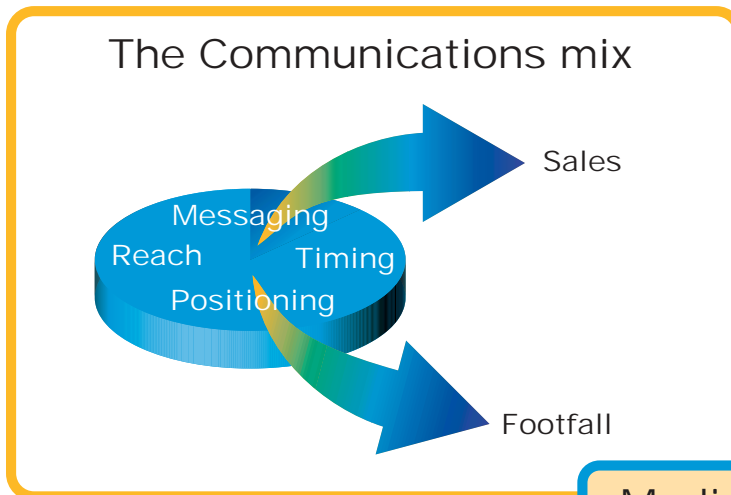 The Communications mix
Sales
Messaging
Reach
Timing
Positioning
Footfall